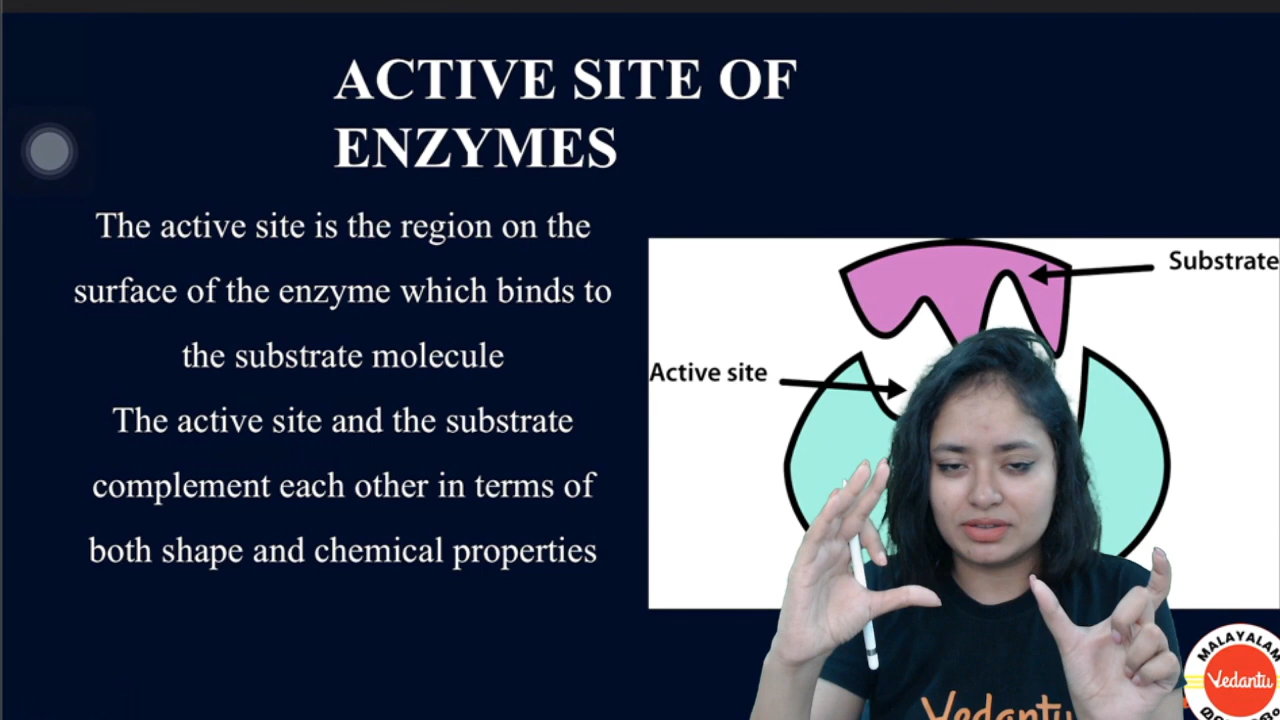 ACTIVE SITE OF
ENZYMES
The active site is the region on the
surface of the enzyme which binds to
the substrate molecule
The active site and the substrate
complement each other in terms of
both shape and chemical properties
Substrate
Active site
MALAYALAM
Vedantu
Vedantu